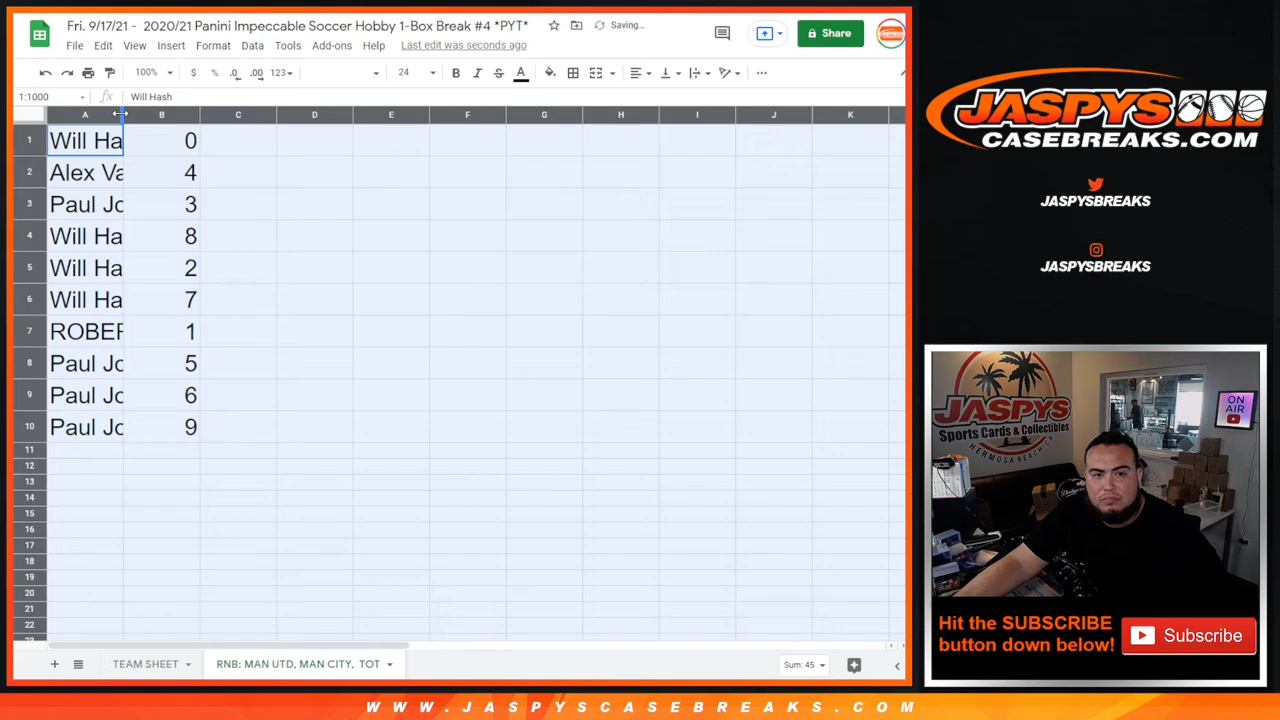 Fri. 9/17/21 - 2020/21 Panini Impeccable Soccer Hobby 1-Box Break #4 *PYT*
Saving...
File Edit View Insert Format Data Tools Add-ons Help Last edit was seconds ago
Share
100% $ % .0 .00 123 24 B I S A
1:1000 fx Will Hash
A B C D E F G H I J K
1 Will Ha 0
2 Alex Va 4
3 Paul Jo 3
4 Will Ha 8
5 Will Ha 2
6 Will Ha 7
7 ROBER 1
8 Paul Jo 5
9 Paul Jo 6
10 Paul Jo 9
11
12
13
14
15
16
17
18
19
20
21
22
TEAM SHEET
RNB: MAN UTD, MAN CITY, TOT
Sum: 45
JASPYS
CASEBREAKS.COM
JASPYSBREAKS
JASPYSBREAKS
JASPYS
Sports Cards & Collectibles
HERMOSA BEACH, CA
ON
AIR
Hit the SUBSCRIBE
button down below!
Subscribe
WWW.JASPYSCASEBREAKS.COM